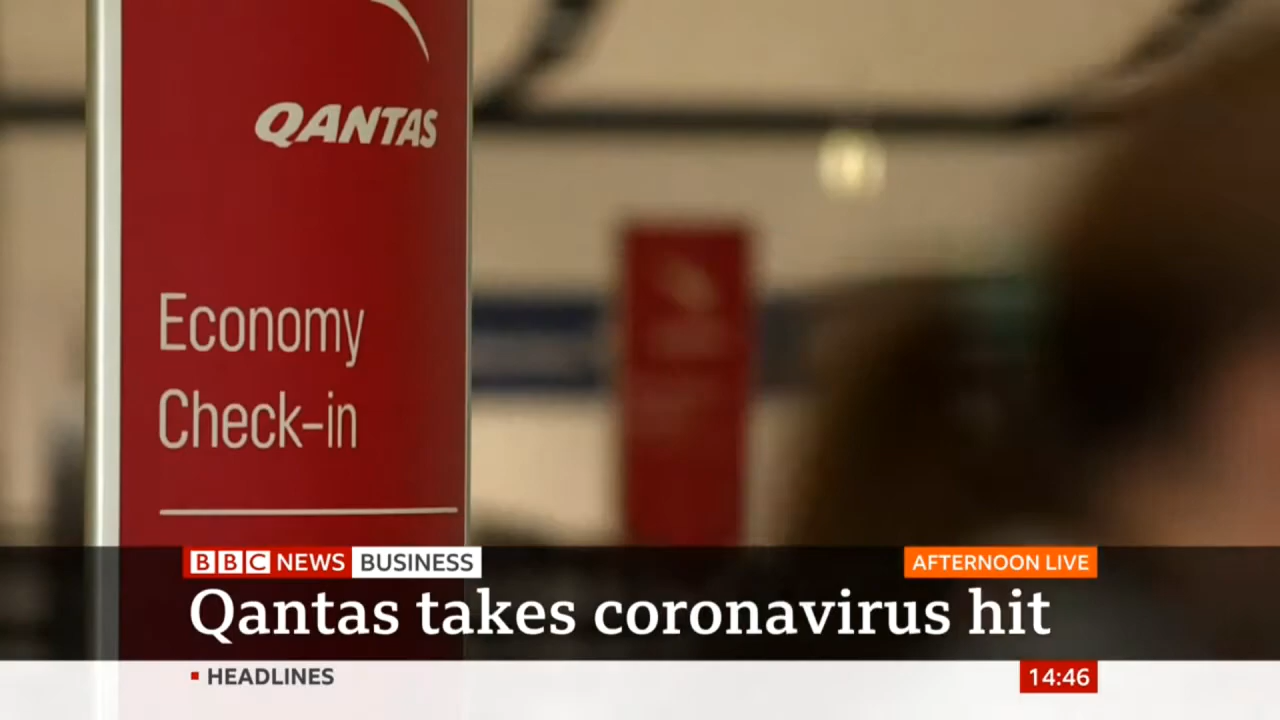 QANTAS
Economy
Check-in
BBC NEWS BUSINESS
AFTERNOON LIVE
Qantas takes coronavirus hit
HEADLINES
14:46